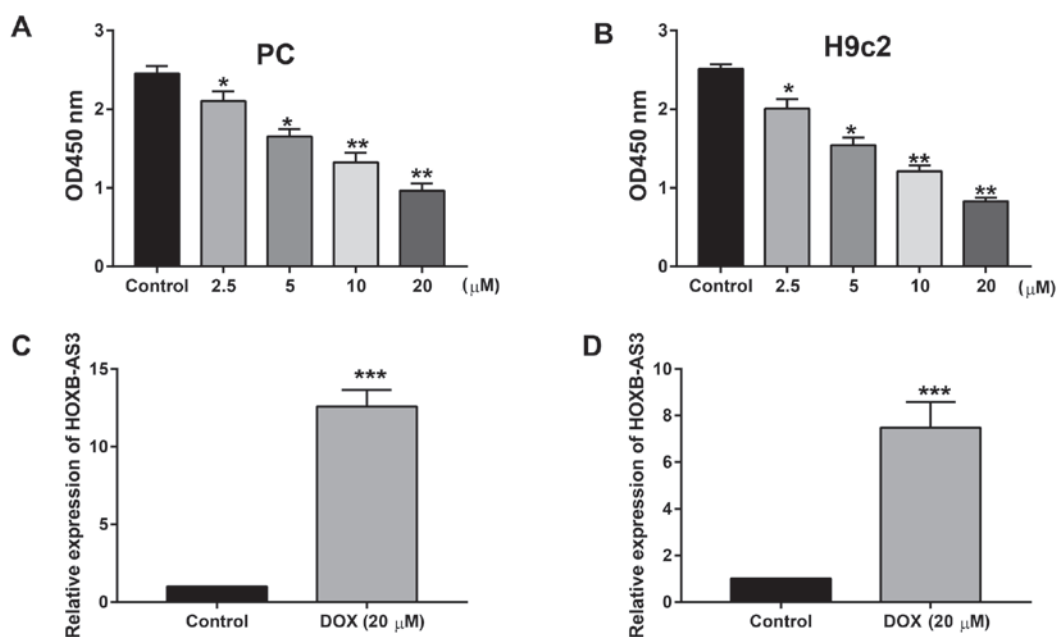 A
PC
OD450 nm
3
2
1
0
*
*
**
**
Control 2.5 5 10 20 (μM)
B
H9c2
OD450 nm
3
2
1
0
*
*
**
**
Control 2.5 5 10 20 (μM)
C
Relative expression of HOXB-AS3
15
10
5
0
***
Control DOX (20 μM)
D
Relative expression of HOXB-AS3
10
8
6
4
2
0
***
Control DOX (20 μM)